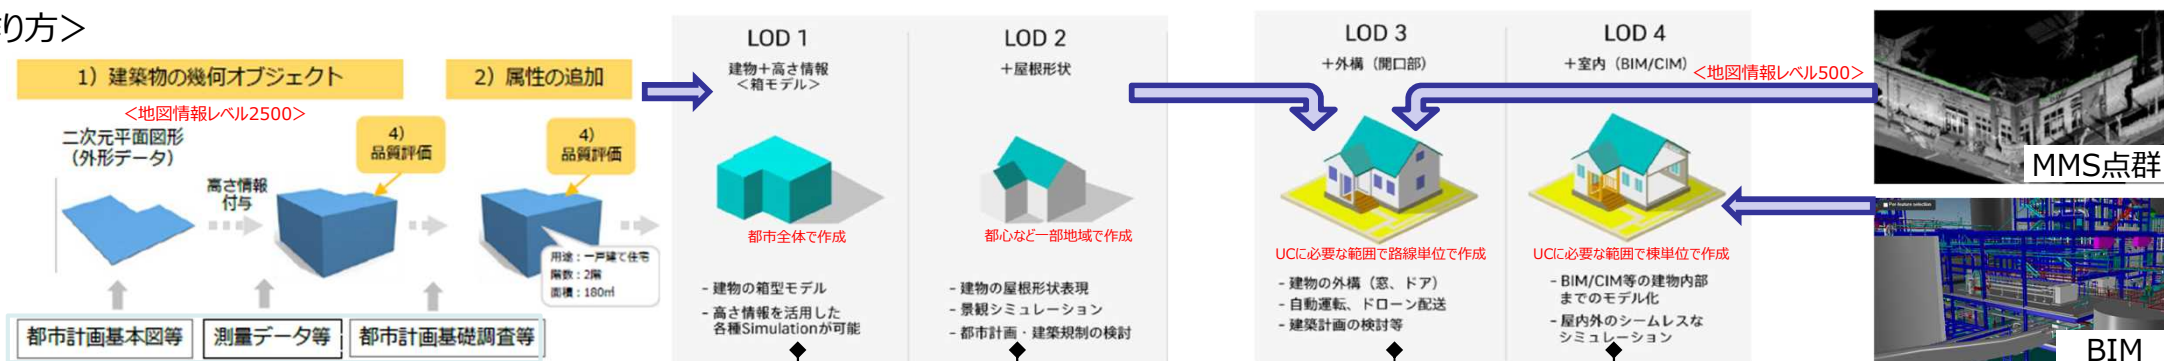 り方＞
1）建築物の幾何オブジェクト
2）属性の追加
＜地図情報レベル2500＞
二次元平面図形
（外形データ）
4）
品質評価
4）
品質評価
高さ情報
付与
用途：一戸建て住宅
階数：2階
面積：180㎡
都市計画基本図等
測量データ等
都市計画基礎調査等
LOD 1
建物＋高さ情報
＜箱モデル＞
都市全体で作成
- 建物の箱型モデル
- 高さ情報を活用した
各種Simulationが可能
LOD 2
＋屋根形状
都心など一部地域で作成
- 建物の屋根形状表現
- 景観シミュレーション
- 都市計画・建築規制の検討
LOD 3
＋外構（開口部）
UCに必要な範囲で路線単位で作成
- 建物の外構（窓、ドア）
- 自動運転、ドローン配送
- 建築計画の検討等
LOD 4
＋室内（BIM/CIM）
＜地図情報レベル500＞
UCに必要な範囲で棟単位で作成
- BIM/CIM等の建物内部
までのモデル化
- 屋内外のシームレスな
シミュレーション
MMS点群
Per-feature selection
BIM